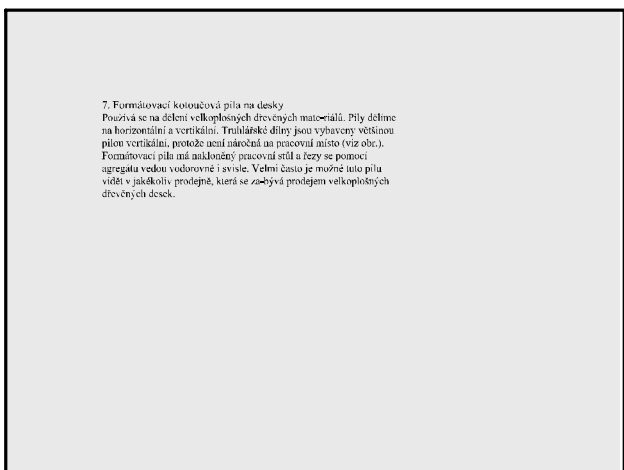 7. Formátovací kotoučová pila na desky
Používá se na dělení velkoplošných dřevěných mate-riálů. Pily dělíme
na horizontální a vertikální. Truhlářské dílny jsou vybaveny většinou
pilou vertikální, protože není náročná na pracovní místo (viz obr.).
Formátovací pila má nakloněný pracovní stůl a řezy se pomocí
agregátu vedou vodorovně i svisle. Velmi často je možné tuto pilu
vidět v jakékoliv prodejně, která se za-bývá prodejem velkoplošných
dřevěných desek.